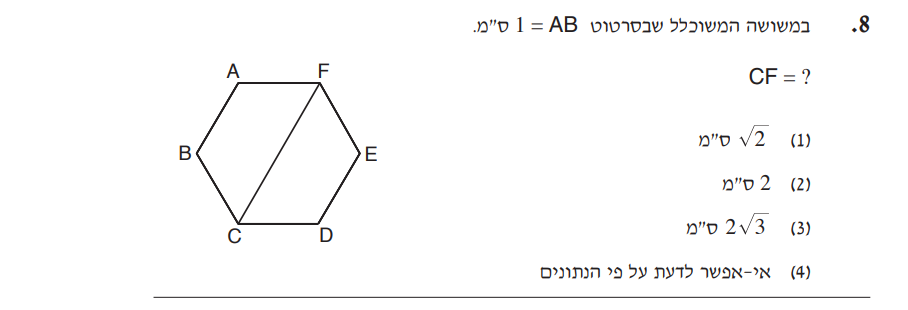 8. במשושה המשוכלל שבסרטוט AB = 1 ס"מ.
CF = ?
(1) √2 ס"מ
(2) 2 ס"מ
(3) 2√3 ס"מ
(4) אי-אפשר לדעת על פי הנתונים
A F
B E
C D